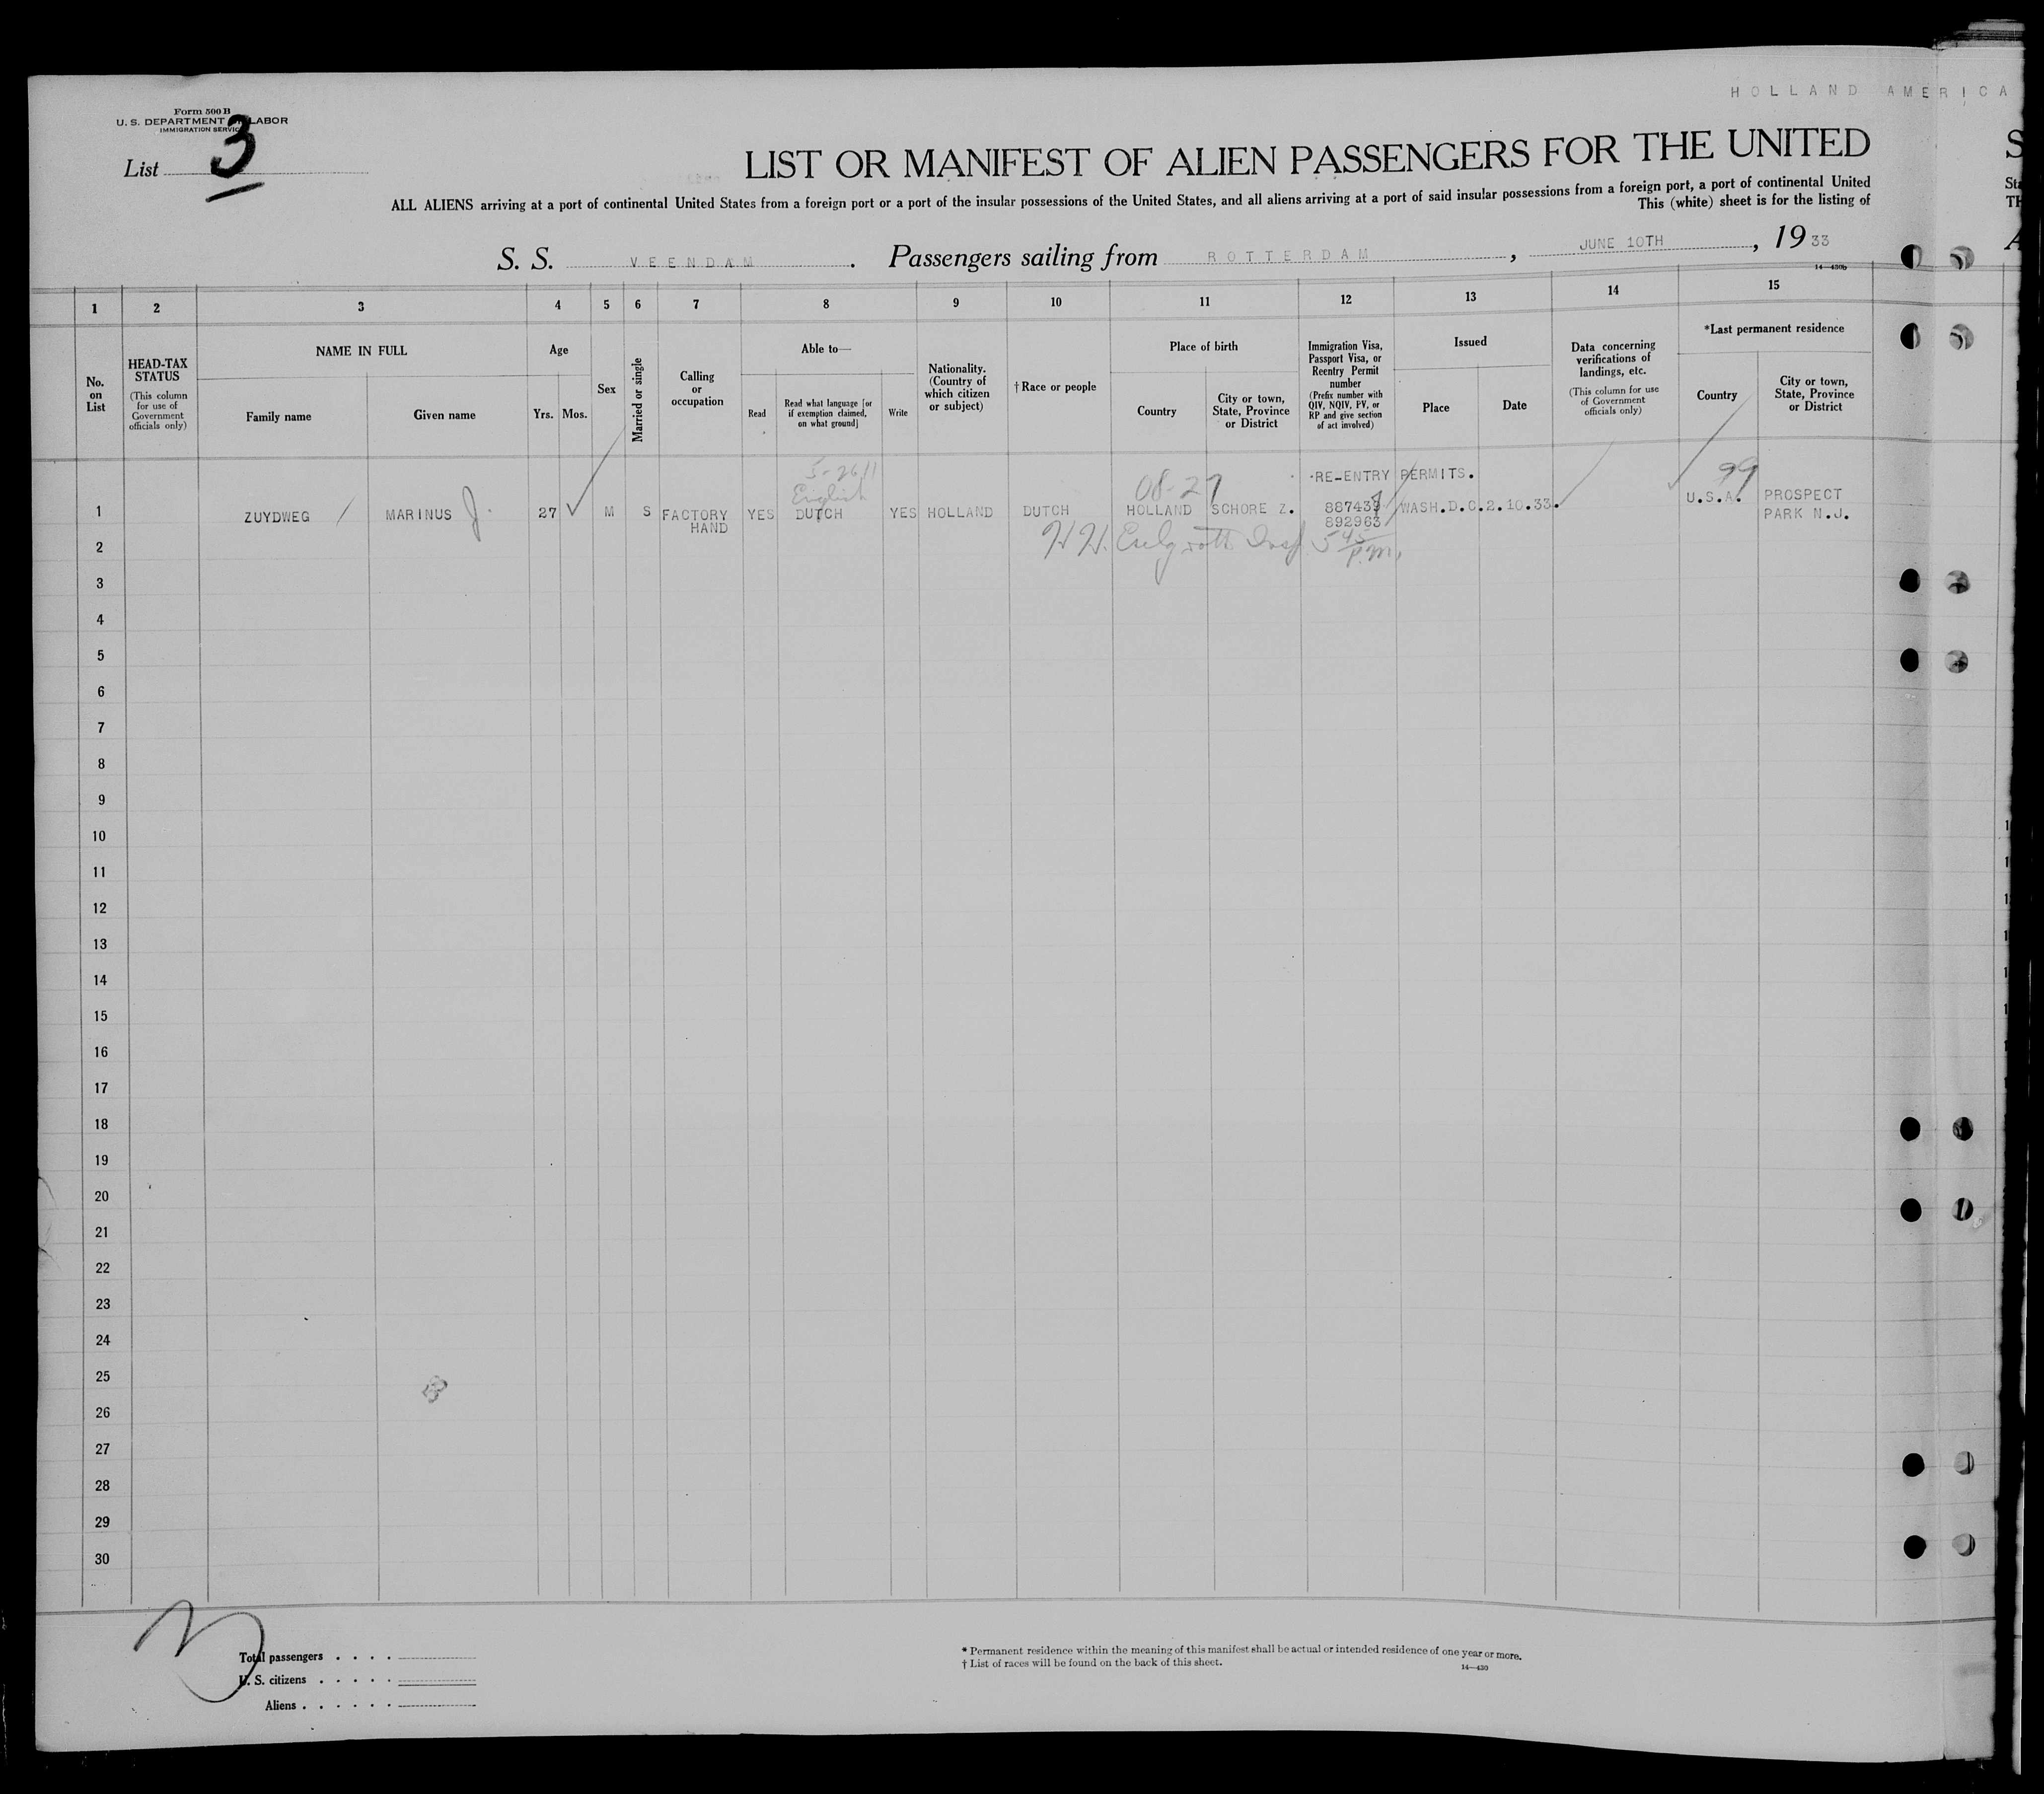 HOLLAND AMERICA
Form 500 B
U. S. DEPARTMENT OF LABOR
IMMIGRATION SERVICE
List 3
LIST OR MANIFEST OF ALIEN PASSENGERS FOR THE UNITED
ALL ALIENS arriving at a port of continental United States from a foreign port or a port of the insular possessions of the United States, and all aliens arriving at a port of said insular possessions from a foreign port, a port of continental United
This (white) sheet is for the listing of
S. S. VEENDAM. Passengers sailing from ROTTERDAM, JUNE 10TH, 1933
14—430b
1 2 3 4 5 6 7 8 9 10 11 12 13 14 15
No. on List
HEAD-TAX STATUS
(This column for use of Government officials only)
NAME IN FULL
Family name
Given name
Age
Yrs. Mos.
Sex
Married or single
Calling or occupation
Able to—
Read
Read what language [or if exemption claimed, on what ground]
Write
Nationality. (Country of which citizen or subject)
†Race or people
Place of birth
Country
City or town, State, Province or District
Immigration Visa, Passport Visa, or Reentry Permit number
(Prefix number with QIV, NQIV, PV, or RP and give section of act involved)
Issued
Place
Date
Data concerning verifications of landings, etc.
(This column for use of Government officials only)
*Last permanent residence
Country
City or town, State, Province or District
5-26/1
English
08-27
RE-ENTRY PERMITS.
99
1 ZUYDWEG MARINUS J. 27 M S FACTORY HAND YES DUTCH YES HOLLAND DUTCH HOLLAND SCHORE Z. 887439 WASH.D.C. 2.10.33. U.S.A. PROSPECT PARK N.J.
892963
2 Insp 5 45 P.M.
3
4
5
6
7
8
9
10
11
12
13
14
15
16
17
18
19
20
21
22
23
24
25
26
27
28
29
30
Total passengers
U. S. citizens
Aliens
* Permanent residence within the meaning of this manifest shall be actual or intended residence of one year or more.
† List of races will be found on the back of this sheet.
14—430